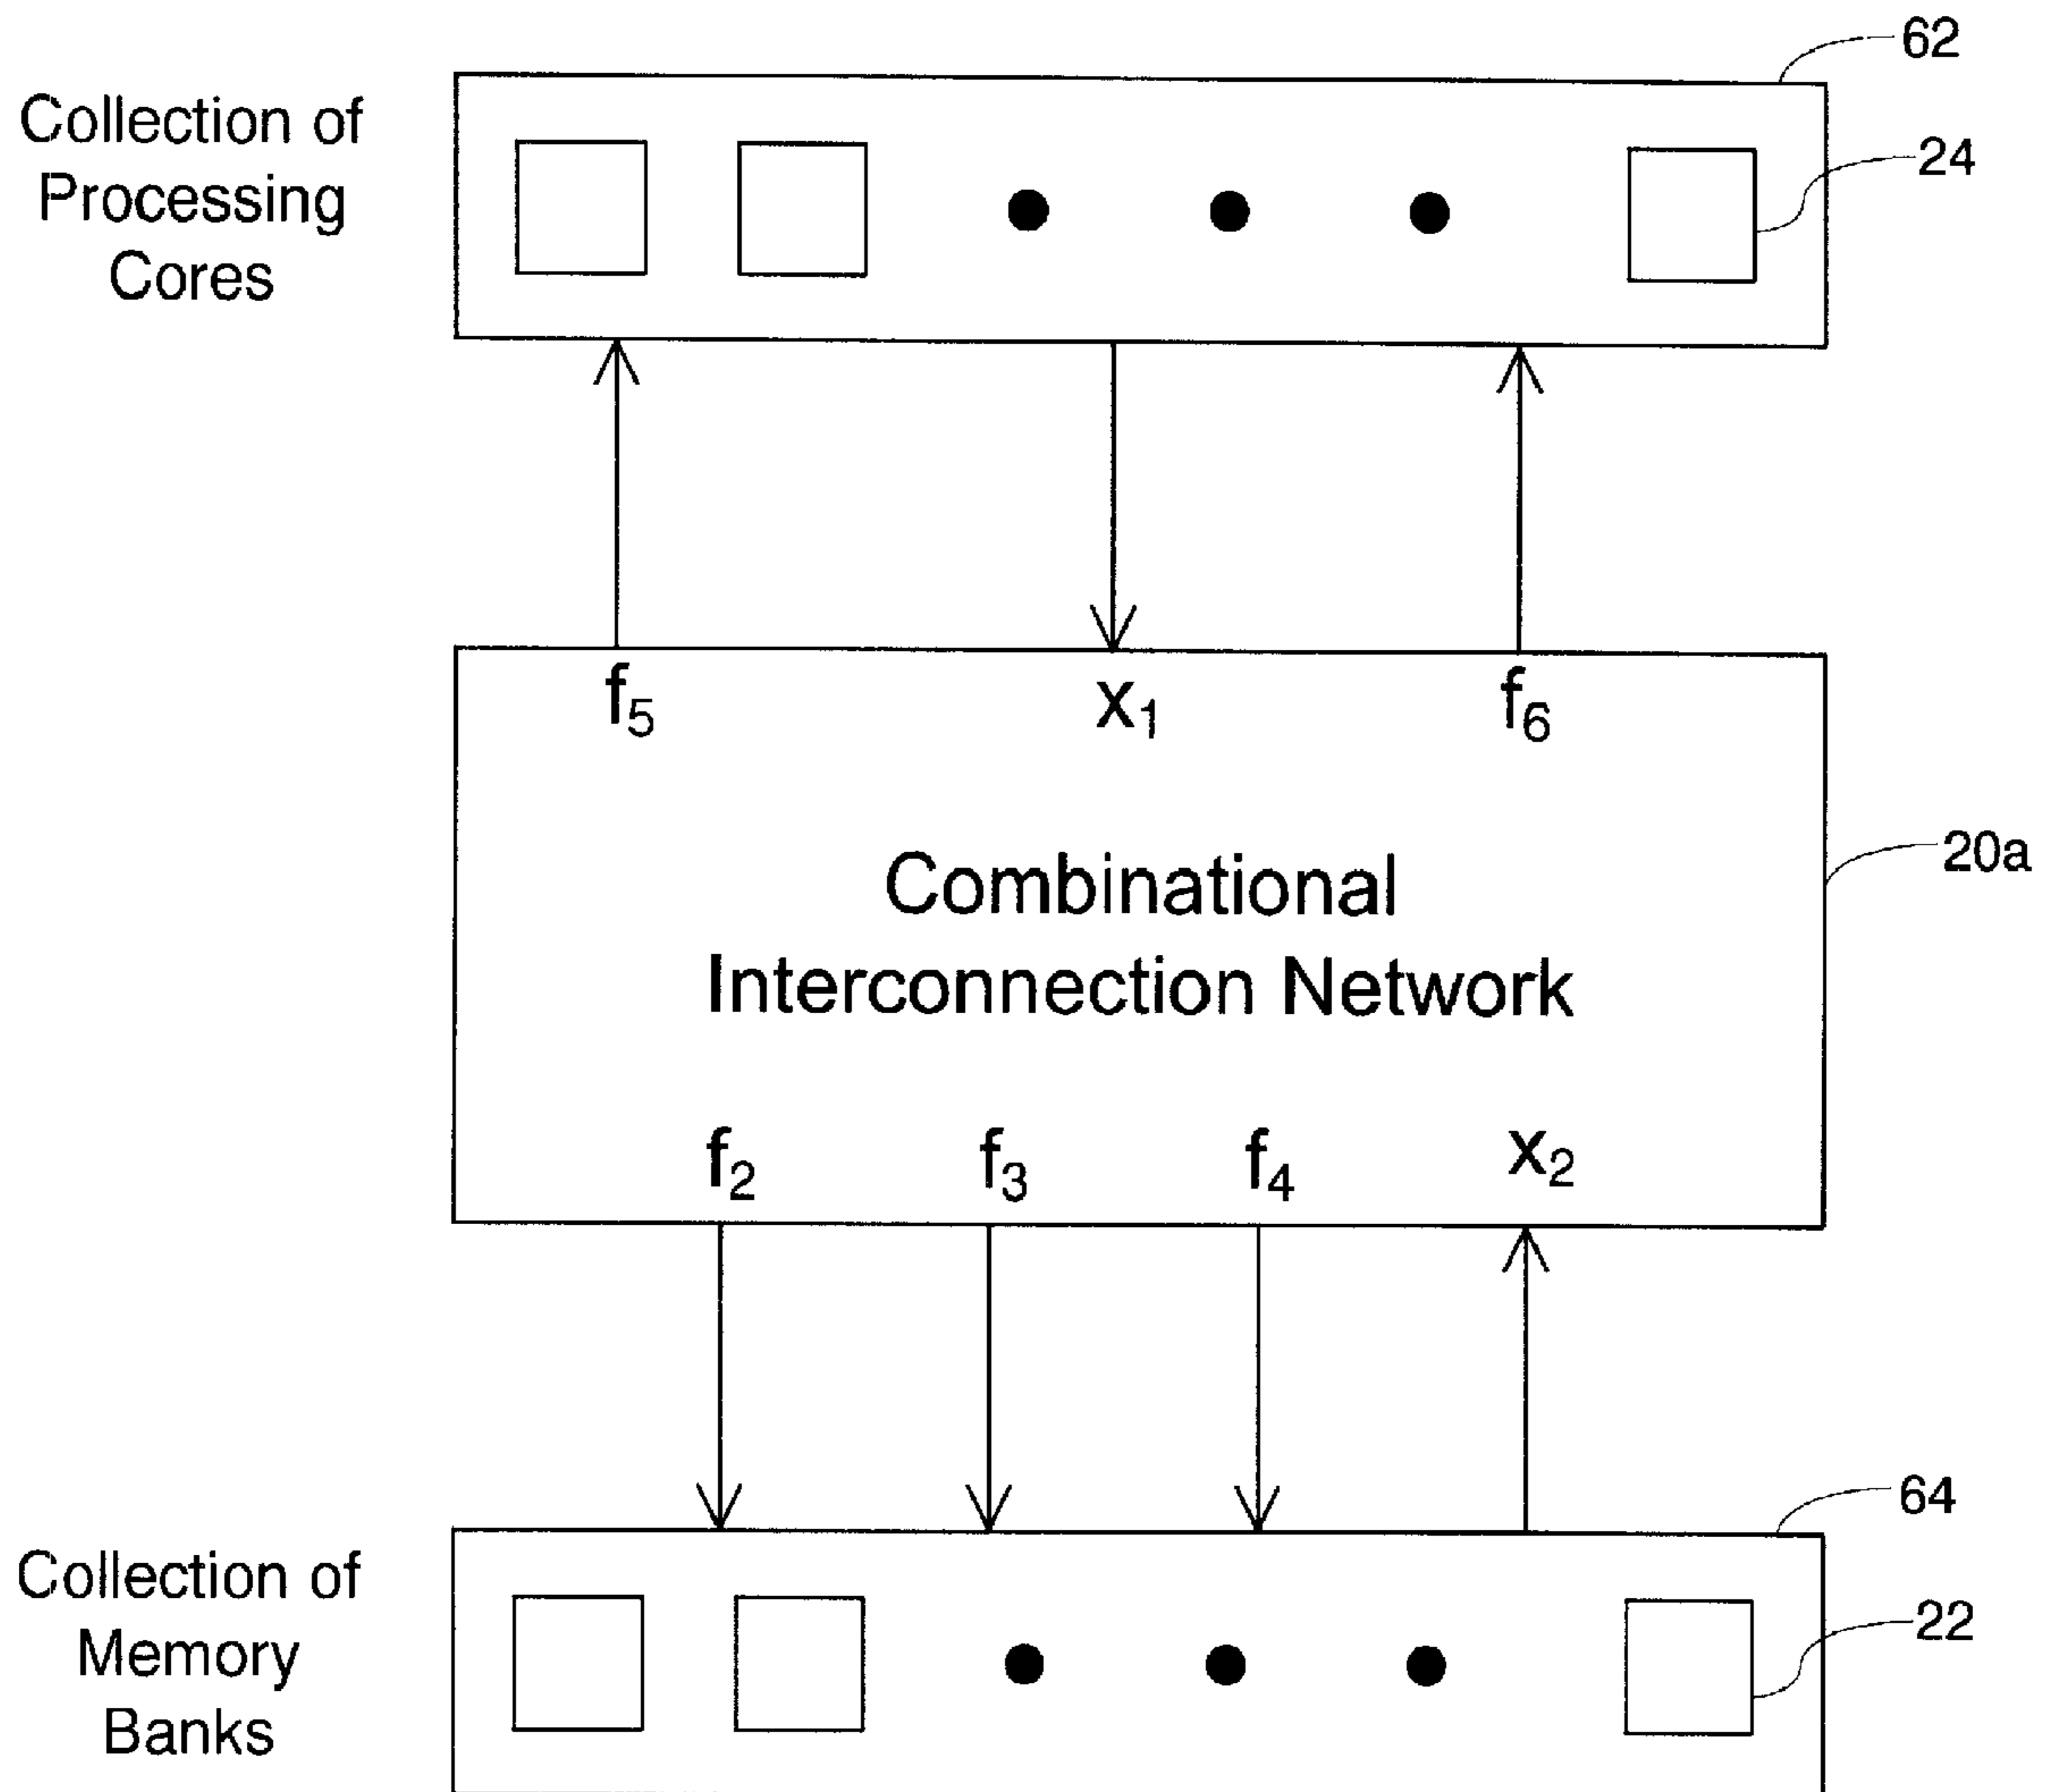 62
Collection of
Processing
Cores
24
f5 x1 f6
20a
Combinational
Interconnection Network
f2 f3 f4 x2
64
Collection of
Memory
Banks
22